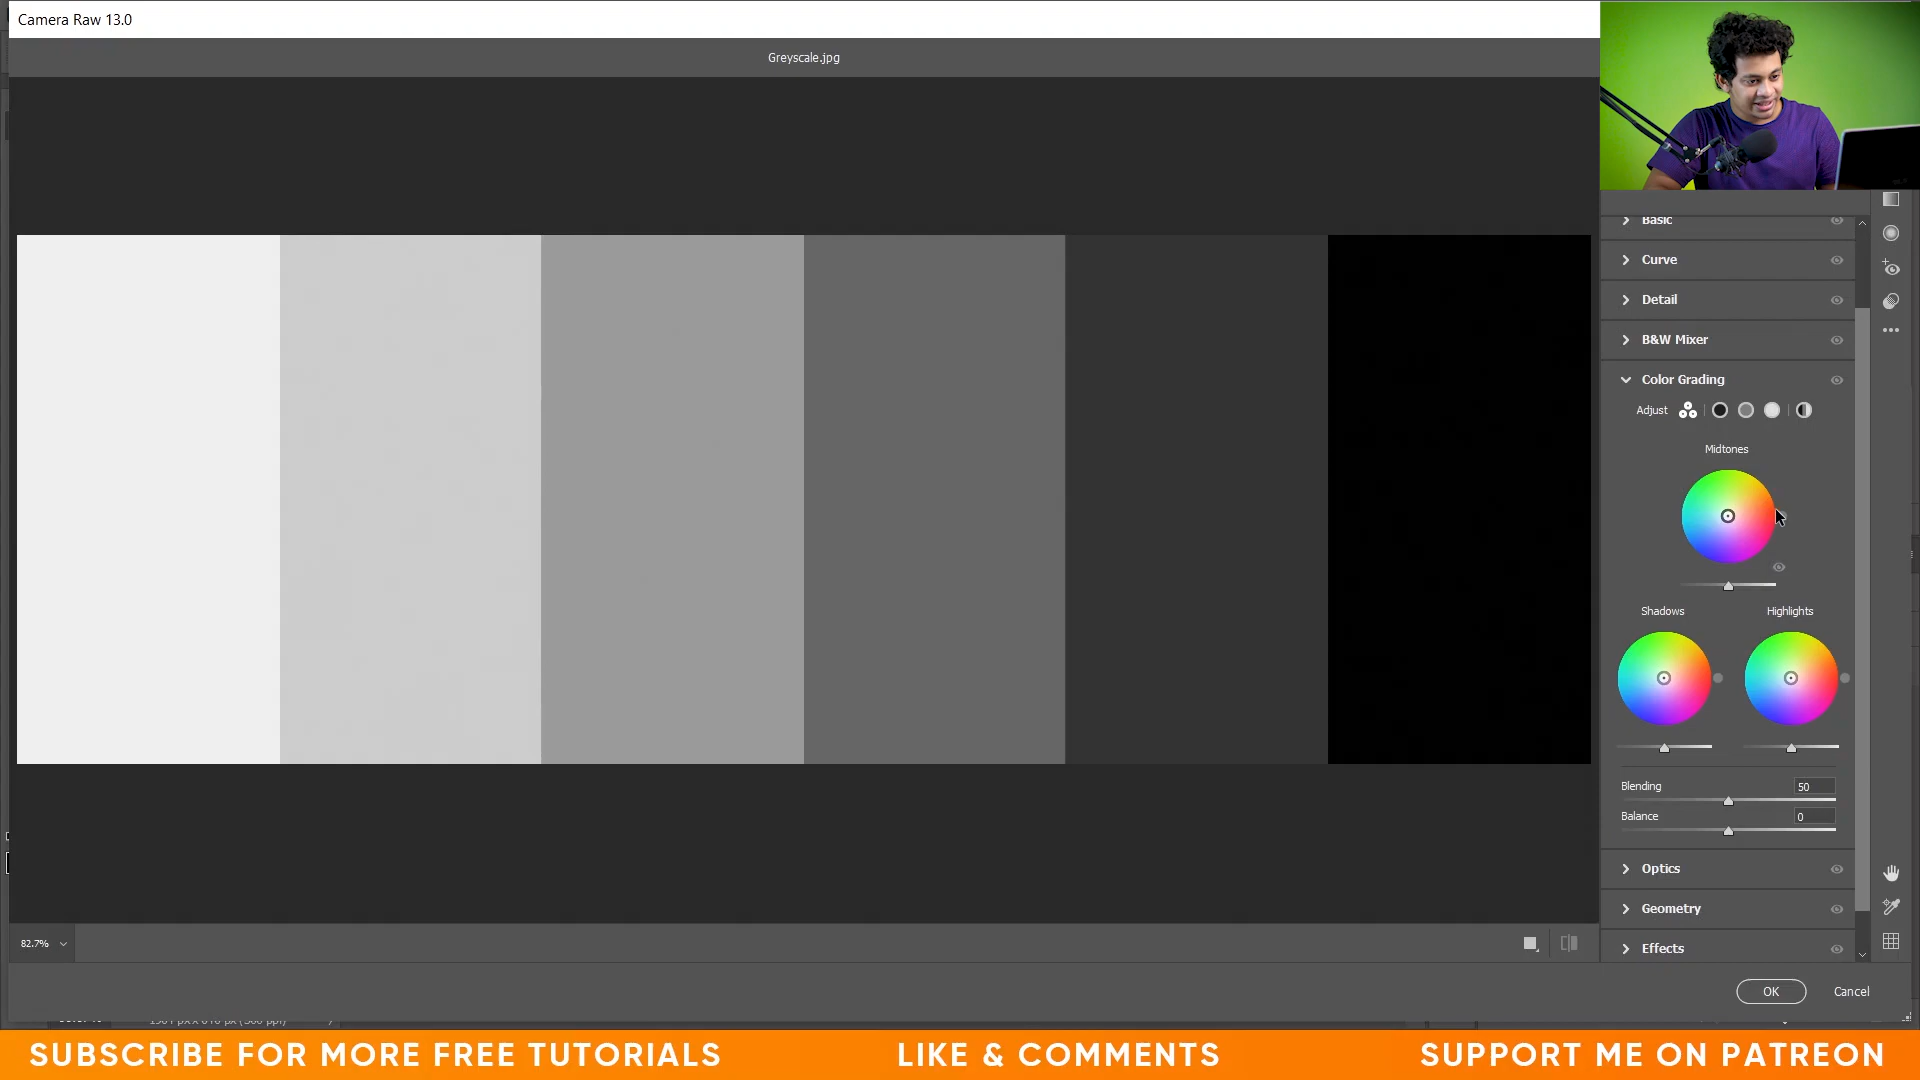 Camera Raw 13.0
Greyscale.jpg
Basic
Curve
Detail
B&W Mixer
Color Grading
Adjust
Midtones
Shadows Highlights
Blending 50
Balance 0
Optics
Geometry
Effects
82.7%
OK Cancel
SUBSCRIBE FOR MORE FREE TUTORIALS LIKE & COMMENTS SUPPORT ME ON PATREON